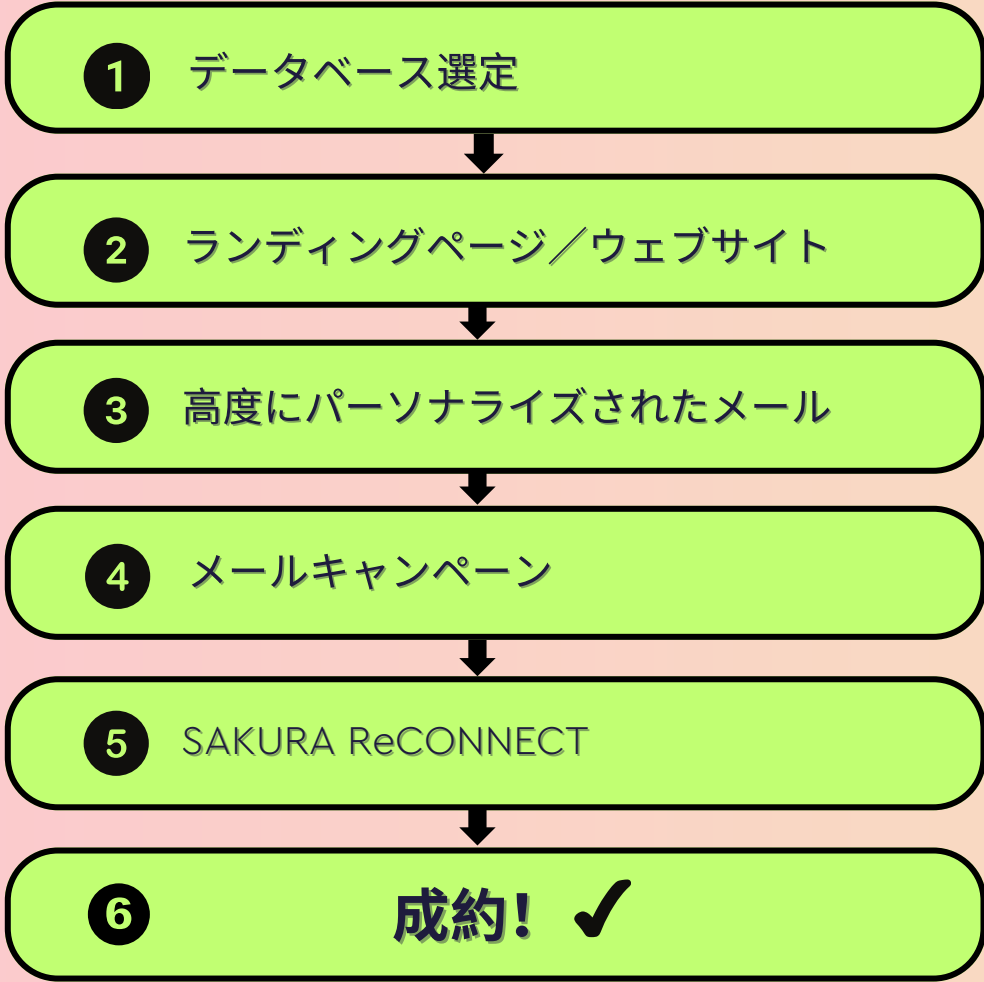 1 データベース選定
2 ランディングページ／ウェブサイト
3 高度にパーソナライズされたメール
4 メールキャンペーン
5 SAKURA ReCONNECT
6 成約！ ✓